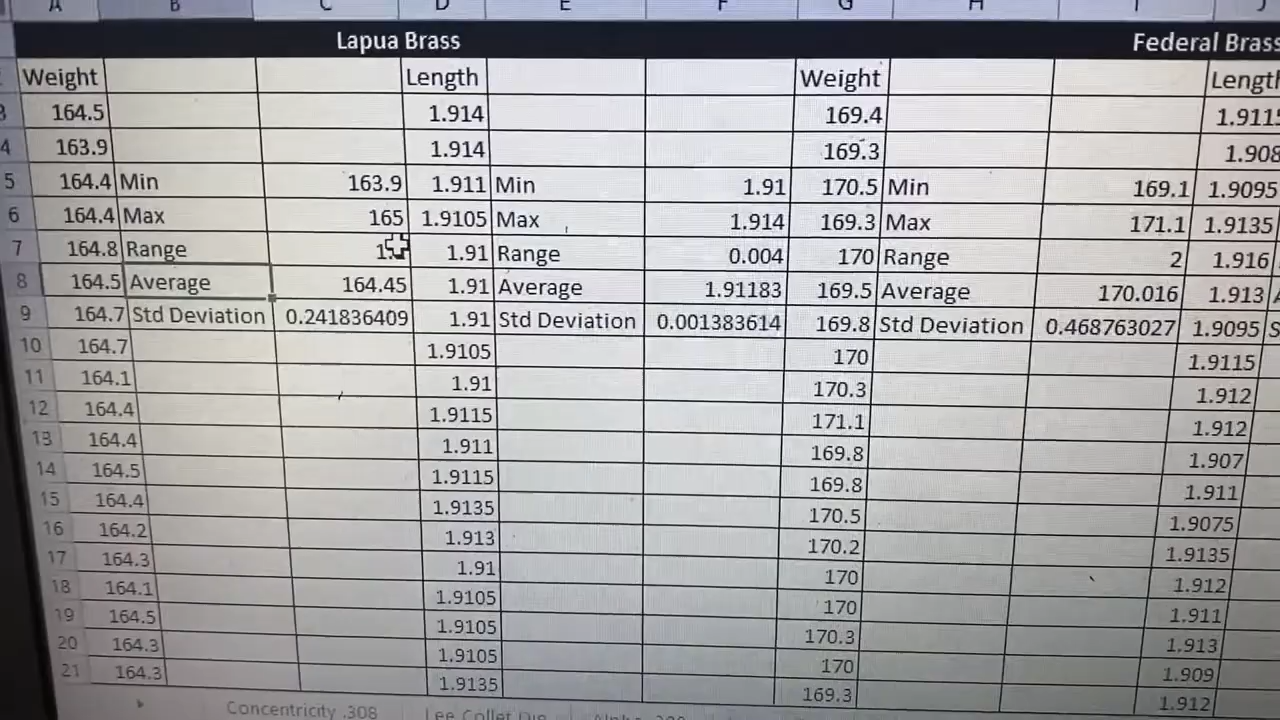 A B C D E F G H I J
Lapua Brass Federal Brass
Weight Length Weight Length
3 164.5 1.914 169.4 1.9115
4 163.9 1.914 169.3 1.908
5 164.4 Min 163.9 1.911 Min 1.91 170.5 Min 169.1 1.9095
6 164.4 Max 165 1.9105 Max 1.914 169.3 Max 171.1 1.9135
7 164.8 Range 1.91 Range 0.004 170 Range 2 1.916
8 164.5 Average 164.45 1.91 Average 1.91183 169.5 Average 170.016 1.913
9 164.7 Std Deviation 0.241836409 1.91 Std Deviation 0.001383614 169.8 Std Deviation 0.468763027 1.9095 S
10 164.7 1.9105 170 1.9115
11 164.1 1.91 170.3 1.912
12 164.4 1.9115 171.1 1.912
13 164.4 1.911 169.8 1.907
14 164.5 1.9115 169.8 1.911
15 164.4 1.9135 170.5 1.9075
16 164.2 1.913 170.2 1.9135
17 164.3 1.91 170 1.912
18 164.1 1.9105 170 1.911
19 164.5 1.9105 170.3 1.913
20 164.3 1.9105 170 1.909
21 164.3 1.9135 169.3 1.912
Concentricity .308 Lee Collet Die